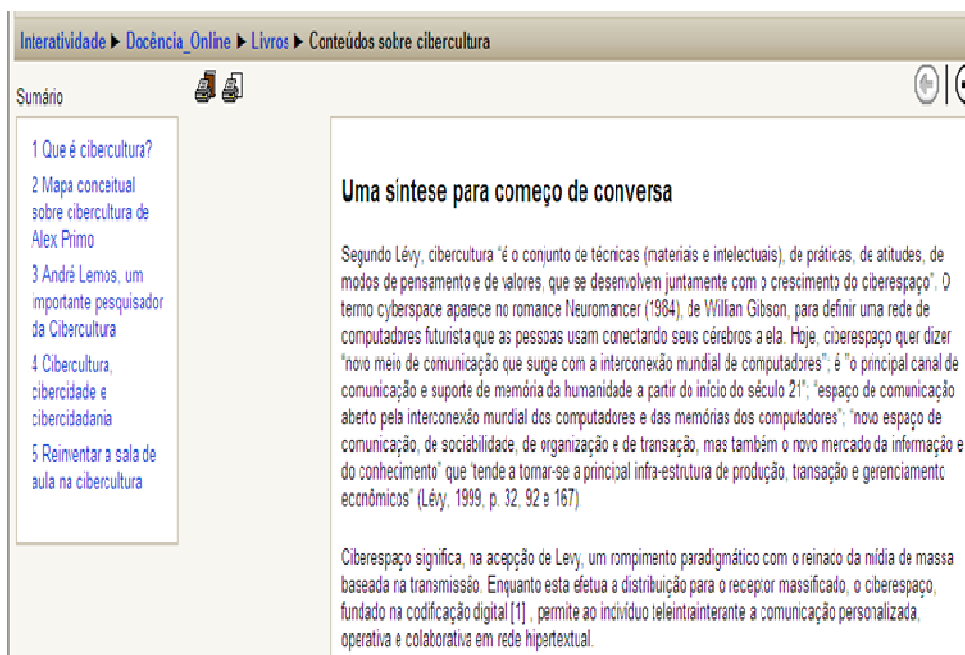 Interatividade ► Docência_Online ► Livros ► Conteúdos sobre cibercultura
Sumário
1 Que é cibercultura?
2 Mapa conceitual
sobre cibercultura de
Alex Primo
3 André Lemos, um
importante pesquisador
da Cibercultura
4 Cibercultura,
cibercidade e
cibercidadania
5 Reinventar a sala de
aula na cibercultura
Uma síntese para começo de conversa
Segundo Lévy, cibercultura “é o conjunto de técnicas (materiais e intelectuais), de práticas, de atitudes, de
modos de pensamento e de valores, que se desenvolvem juntamente com o crescimento do ciberespaço”. O
termo cyberspace aparece no romance Neuromancer (1984), de Willian Gibson, para definir uma rede de
computadores futurista que as pessoas usam conectando seus cérebros a ela. Hoje, ciberespaço quer dizer
“novo meio de comunicação que surge com a interconexão mundial de computadores”; é “o principal canal de
comunicação e suporte de memória da humanidade a partir do início do século 21”; “espaço de comunicação
aberto pela interconexão mundial dos computadores e das memórias dos computadores”; “novo espaço de
comunicação, de sociabilidade, de organização e de transação, mas também o novo mercado da informação e
do conhecimento” que “tende a tornar-se a principal infra-estrutura de produção, transação e gerenciamento
econômicos” (Lévy, 1999, p. 32, 92 e 167)
Ciberespaço significa, na acepção de Levy, um rompimento paradigmático com o reinado da mídia de massa
baseada na transmissão. Enquanto esta efetua a distribuição para o receptor massificado, o ciberespaço,
fundado na codificação digital [1] , permite ao indivíduo teleintrainterante a comunicação personalizada,
operativa e colaborativa em rede hipertextual.